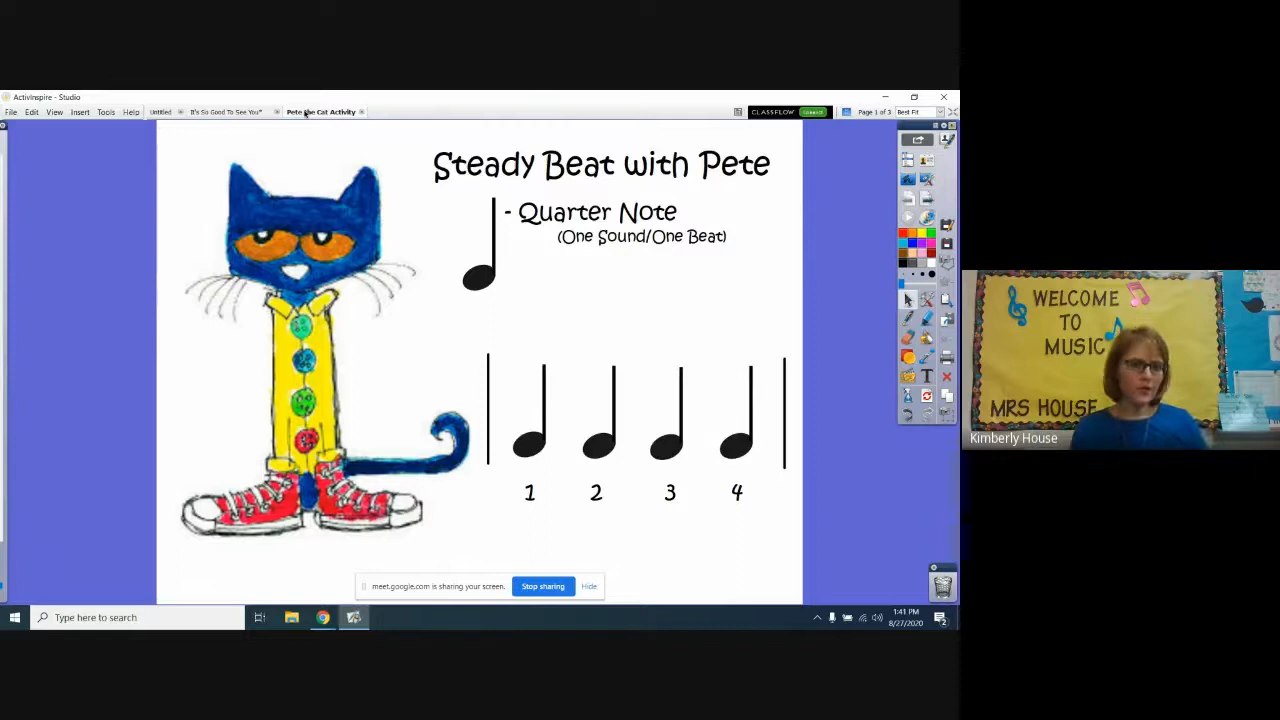 ActivInspire - Studio
File Edit View Insert Tools Help
Untitled
It's So Good To See You"
Pete the Cat Activity
CLASSFLOW
Connect
Page 1 of 3
Best Fit
Steady Beat with Pete
- Quarter Note
(One Sound/One Beat)
1 2 3 4
WELCOME
TO
MUSIC
MRS HOUSE
Kimberly House
meet.google.com is sharing your screen.
Stop sharing
Hide
Type here to search
1:41 PM
8/27/2020
2